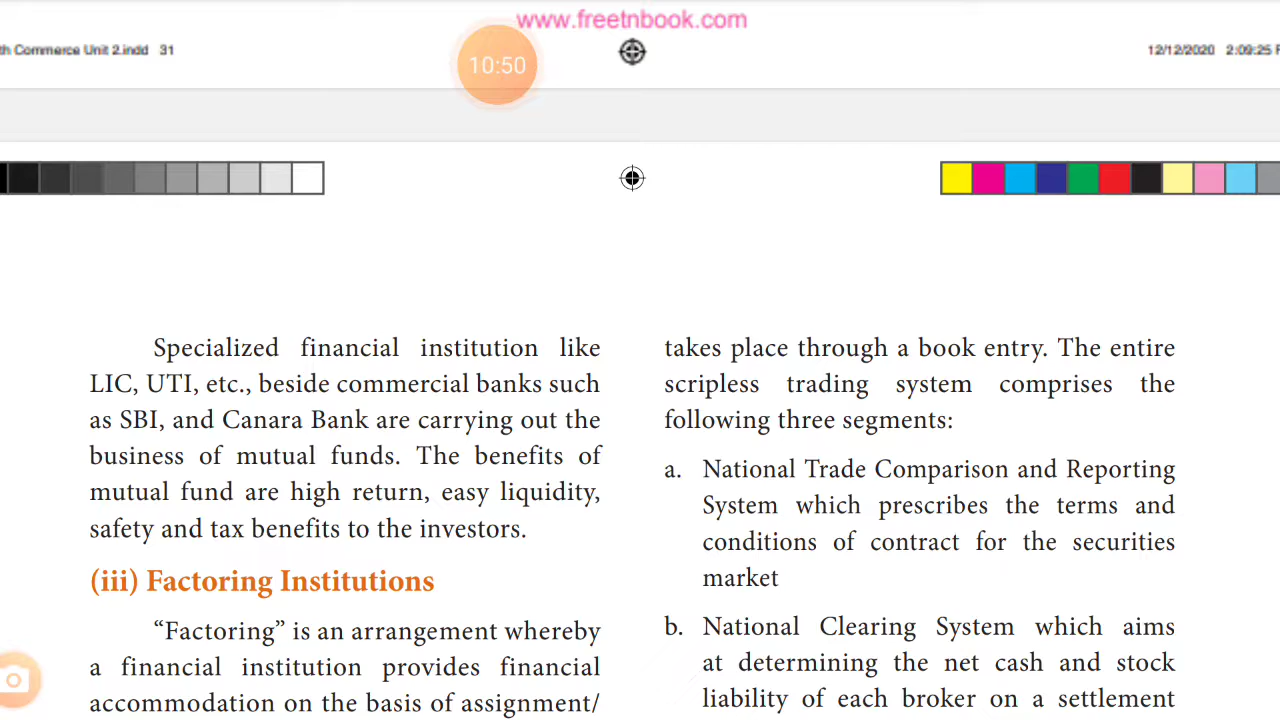 www.freetnbook.com
th Commerce Unit 2.indd 31
10:50
12/12/2020 2:09:25
Specialized financial institution like
LIC, UTI, etc., beside commercial banks such
as SBI, and Canara Bank are carrying out the
business of mutual funds. The benefits of
mutual fund are high return, easy liquidity,
safety and tax benefits to the investors.
(iii) Factoring Institutions
“Factoring” is an arrangement whereby
a financial institution provides financial
accommodation on the basis of assignment/
takes place through a book entry. The entire
scripless trading system comprises the
following three segments:
a. National Trade Comparison and Reporting
System which prescribes the terms and
conditions of contract for the securities
market
b. National Clearing System which aims
at determining the net cash and stock
liability of each broker on a settlement